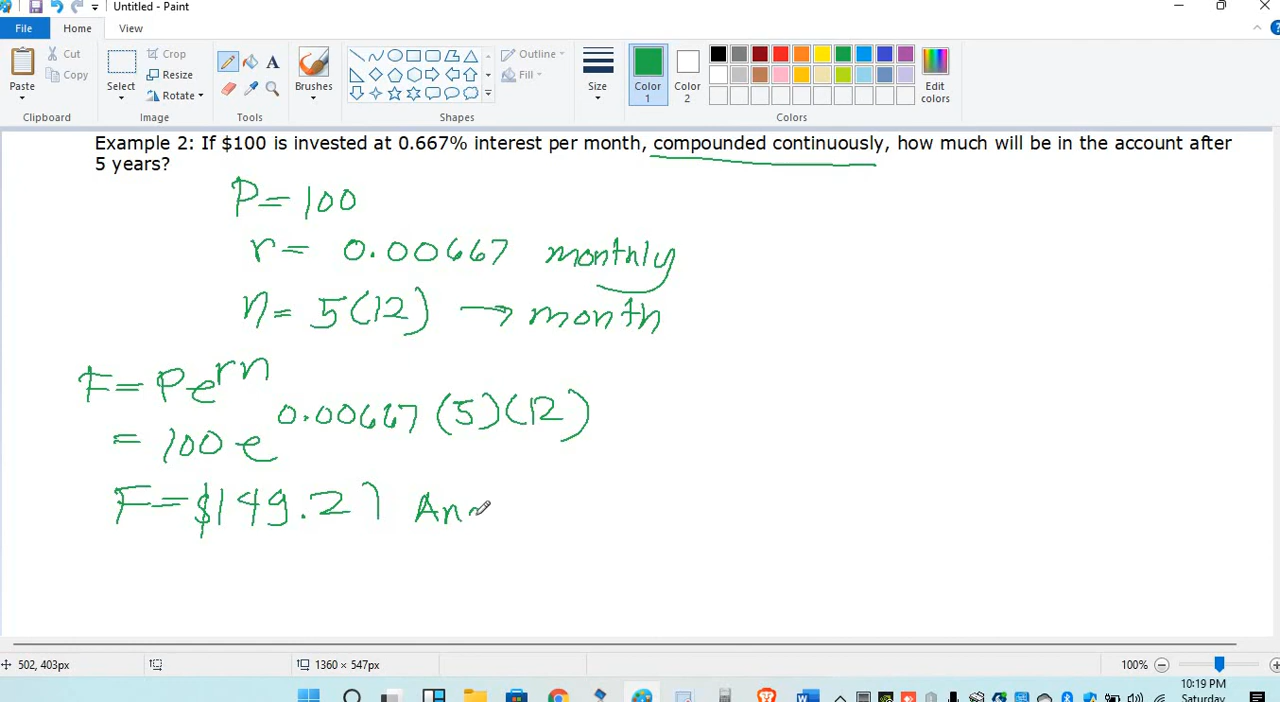 Untitled - Paint
File Home View
Paste
Cut
Copy
Clipboard
Select
Crop
Resize
Rotate
Image
A
Tools
Brushes
Outline
Fill
Shapes
Size
Color 1
Color 2
Edit colors
Colors
Example 2: If $100 is invested at 0.667% interest per month, compounded continuously, how much will be in the account after
5 years?
P = 100
r = 0.00667 monthly
n = 5(12) → month
F = Pe^rn
= 100 e^0.00667 (5)(12)
F = $149.21 An
502, 403px 1360 × 547px 100%
10:19 PM
Saturday